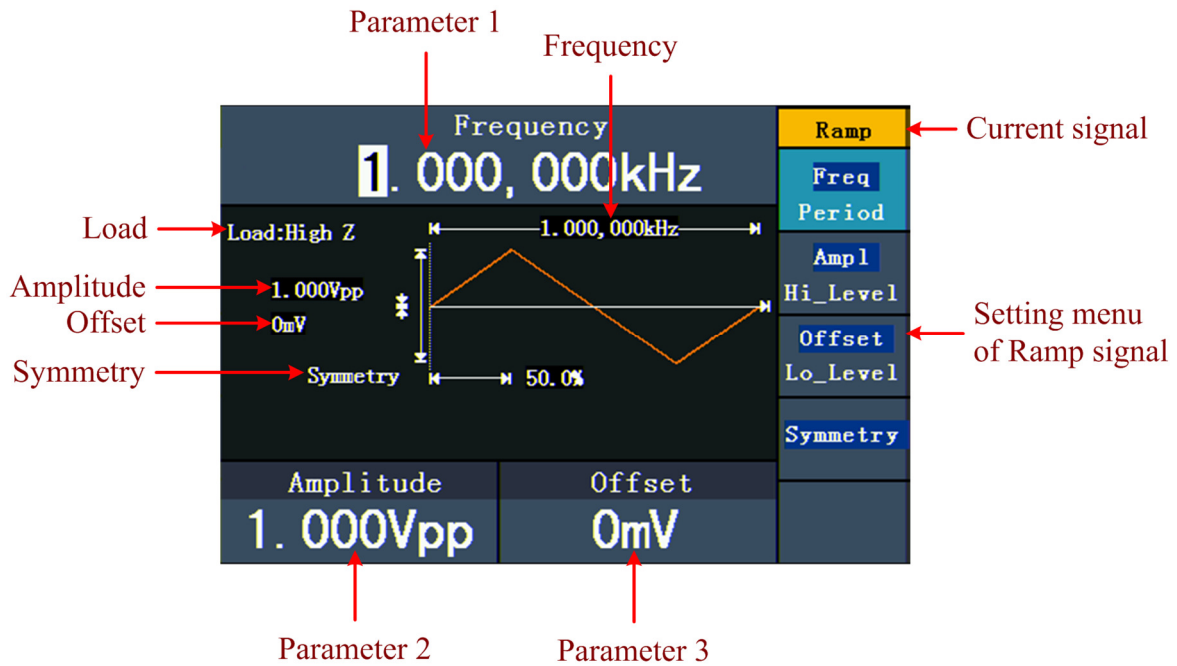 Parameter 1
Frequency
Frequency
1.000,000kHz
Ramp
Current signal
Freq
Period
Load
Load:High Z
1.000,000kHz
Ampl
Hi_Level
Amplitude
1.000Vpp
Offset
0mV
Setting menu
of Ramp signal
Offset
Lo_Level
Symmetry
Symmetry
50.0%
Symmetry
Amplitude
1.000Vpp
Offset
0mV
Parameter 2
Parameter 3